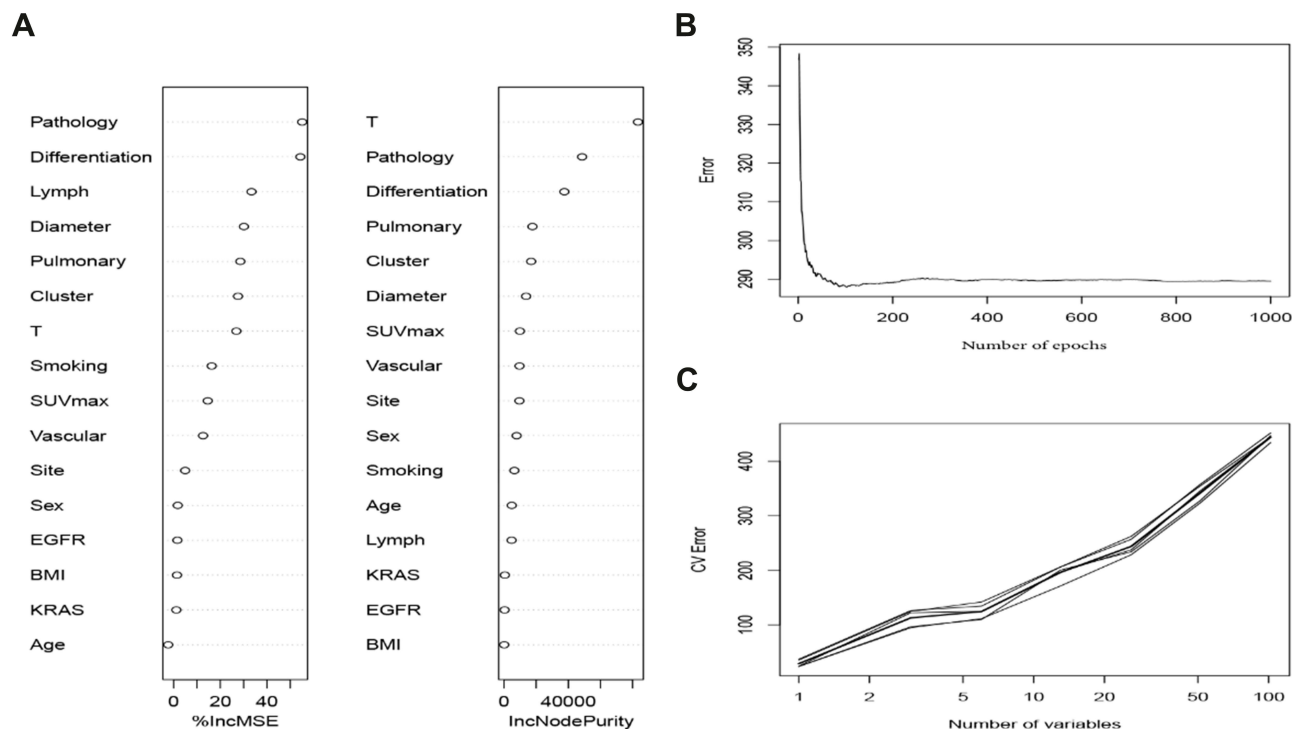 A
Pathology
Differentiation
Lymph
Diameter
Pulmonary
Cluster
T
Smoking
SUVmax
Vascular
Site
Sex
EGFR
BMI
KRAS
Age
0 20 40
%IncMSE
T
Pathology
Differentiation
Pulmonary
Cluster
Diameter
SUVmax
Vascular
Site
Sex
Smoking
Age
Lymph
KRAS
EGFR
BMI
0 40000
IncNodePurity
B
350
340
330
320
310
300
290
Error
0 200 400 600 800 1000
Number of epochs
C
400
300
200
100
CV Error
1 2 5 10 20 50 100
Number of variables